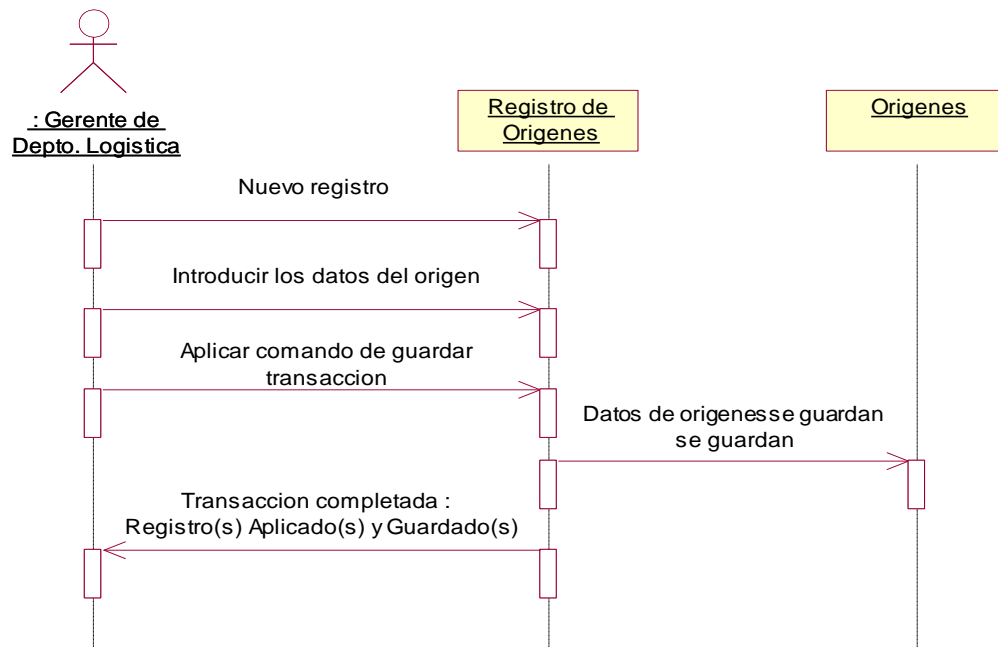 : Gerente de
Depto. Logistica
Registro de
Origenes
Origenes
Nuevo registro
Introducir los datos del origen
Aplicar comando de guardar
transaccion
Datos de origenesse guardan
se guardan
Transaccion completada :
Registro(s) Aplicado(s) y Guardado(s)